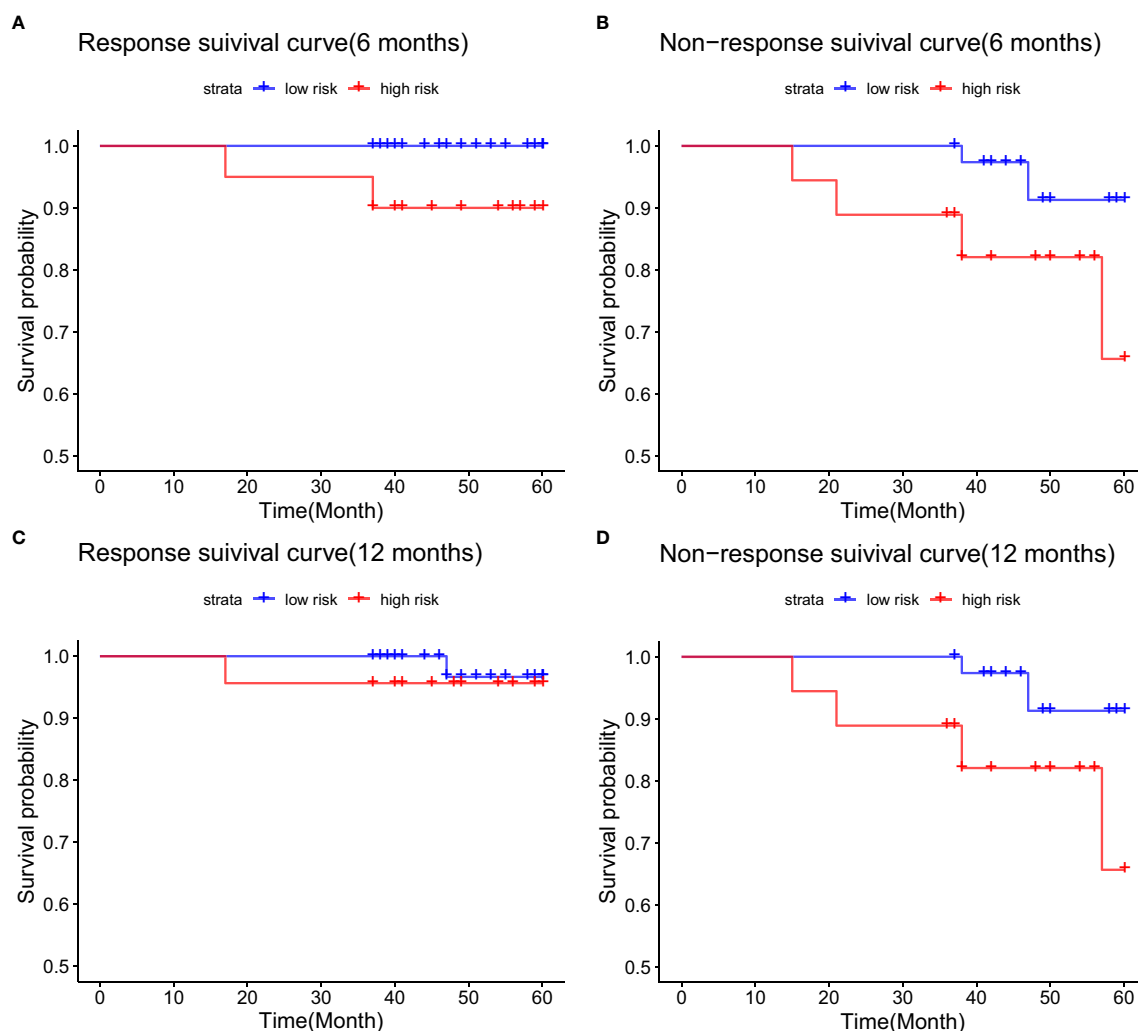 A
Response suivival curve(6 months)
strata low risk high risk
1.0
0.9
0.8
0.7
0.6
0.5
Survival probability
0 10 20 30 40 50 60
Time(Month)
B
Non−response suivival curve(6 months)
strata low risk high risk
1.0
0.9
0.8
0.7
0.6
0.5
Survival probability
0 10 20 30 40 50 60
Time(Month)
C
Response suivival curve(12 months)
strata low risk high risk
1.0
0.9
0.8
0.7
0.6
0.5
Survival probability
0 10 20 30 40 50 60
Time(Month)
D
Non−response suivival curve(12 months)
strata low risk high risk
1.0
0.9
0.8
0.7
0.6
0.5
Survival probability
0 10 20 30 40 50 60
Time(Month)